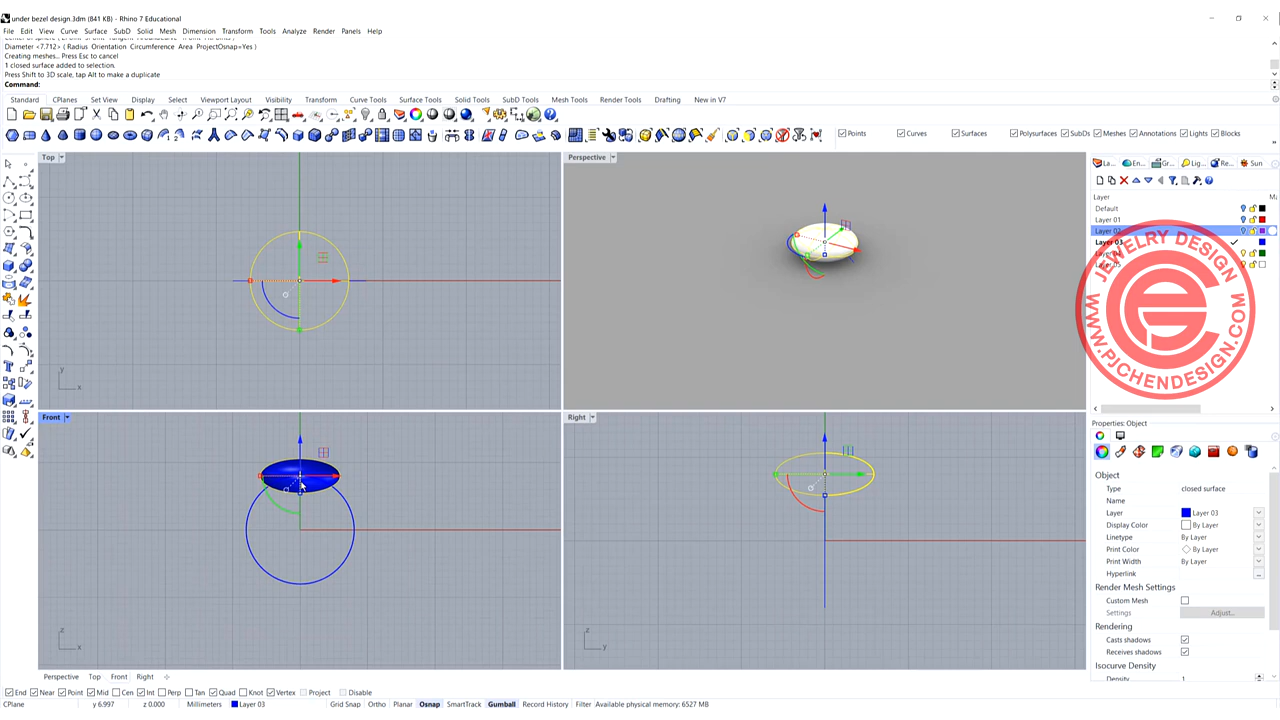 under bezel design.3dm (841 KB) - Rhino 7 Educational
File Edit View Curve Surface SubD Solid Mesh Dimension Transform Tools Analyze Render Panels Help
Diameter <7.712> ( Radius Orientation Circumference Area ProjectOsnap=Yes )
Creating meshes... Press Esc to cancel
1 closed surface added to selection.
Press Shift to 3D scale, tap Alt to make a duplicate
Command:
Standard CPlanes Set View Display Select Viewport Layout Visibility Transform Curve Tools Surface Tools Solid Tools SubD Tools Mesh Tools Render Tools Drafting New in V7
Points Curves Surfaces Polysurfaces SubDs Meshes Annotations Lights Blocks
Top
Perspective
La... En... Gr... Lig... Re... Sun
Layer
Default
Layer 01
Layer 02
Layer 03
JEWELRY DESIGN
WWW.PJCHENDESIGN.COM
y
x
Front
Right
Properties: Object
Object
Type closed surface
Name
Layer Layer 03
Display Color By Layer
Linetype By Layer
Print Color By Layer
Print Width By Layer
Hyperlink ...
Render Mesh Settings
Custom Mesh
Settings Adjust...
Rendering
Casts shadows
Receives shadows
Isocurve Density
Density 1
z
x
z
y
Perspective Top Front Right
End Near Point Mid Cen Int Perp Tan Quad Knot Vertex Project Disable
CPlane y 6.997 z 0.000 Millimeters Layer 03 Grid Snap Ortho Planar Osnap SmartTrack Gumball Record History Filter Available physical memory: 6527 MB